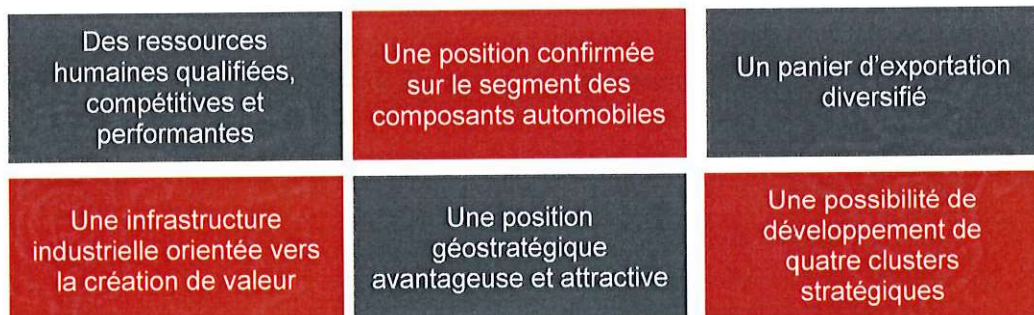 Des ressources
humaines qualifiées,
compétitives et
performantes
Une position confirmée
sur le segment des
composants automobiles
Un panier d'exportation
diversifié
Une infrastructure
industrielle orientée vers
la création de valeur
Une position
géostratégique
avantageuse et attractive
Une possibilité de
développement de
quatre clusters
stratégiques